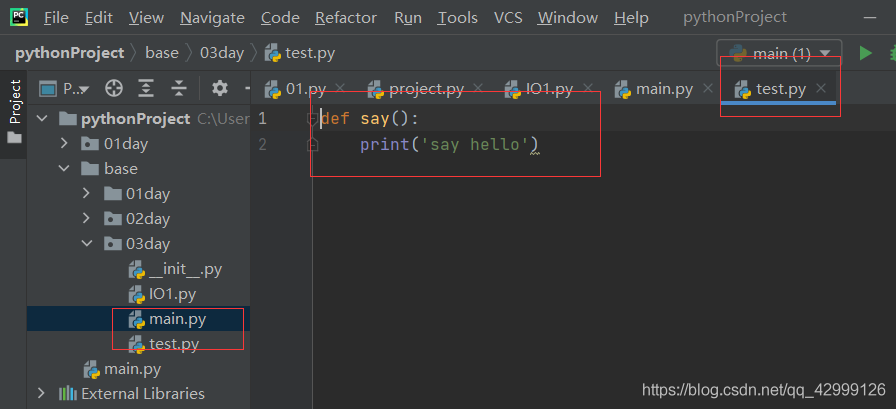 PC File Edit View Navigate Code Refactor Run Tools VCS Window Help pythonProject
pythonProject base 03day test.py main (1)
Project
P... 01.py project.py IO1.py main.py test.py
pythonProject C:\User
01day
base
01day
02day
03day
__init__.py
IO1.py
main.py
test.py
main.py
External Libraries
1 def say():
2 print('say hello')
https://blog.csdn.net/qq_42999126